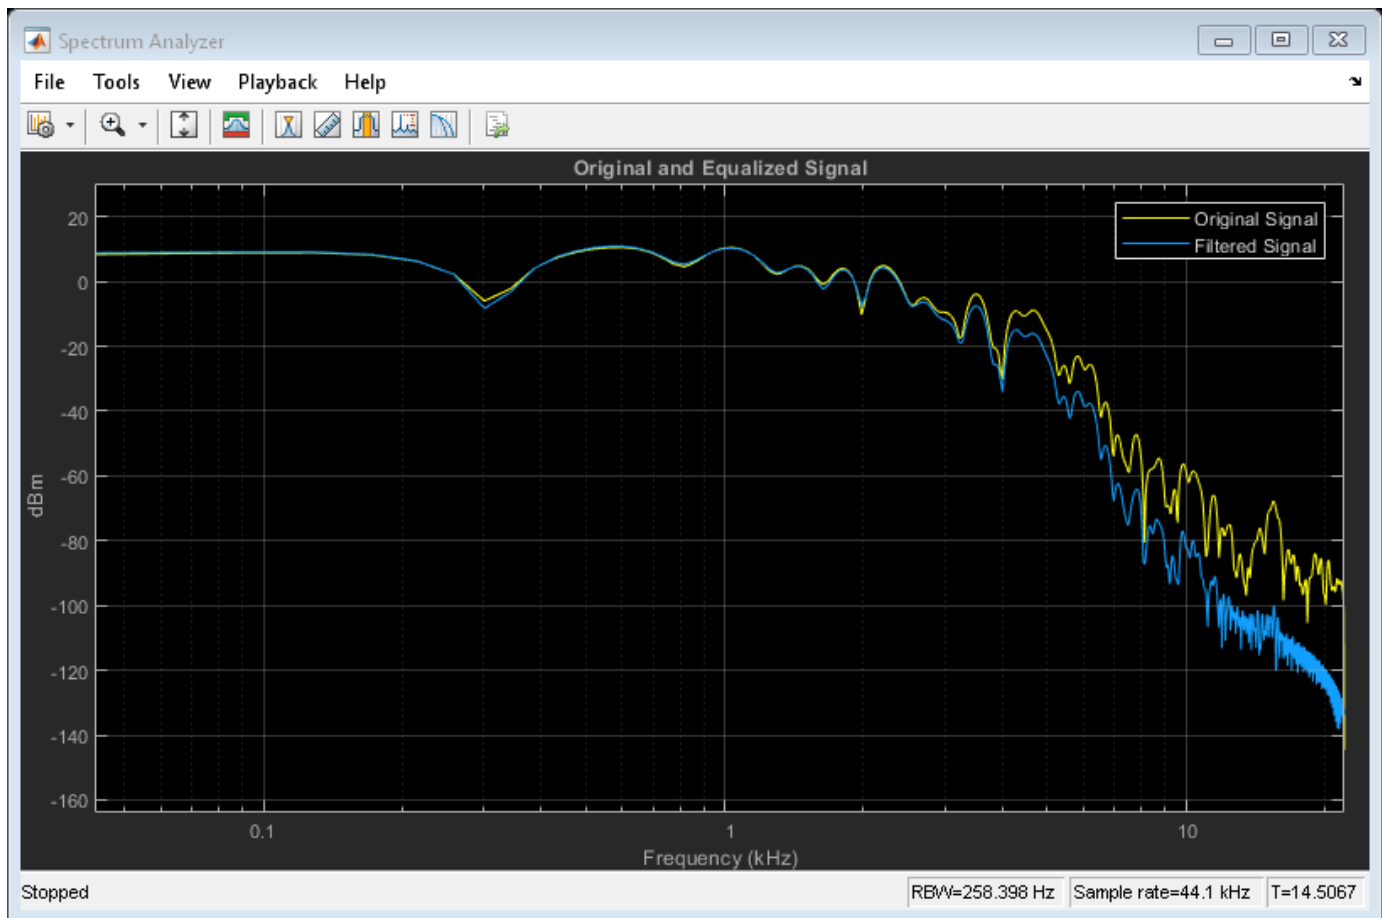 Spectrum Analyzer
File Tools View Playback Help
Original and Equalized Signal
Original Signal
Filtered Signal
20
0
-20
-40
-60
-80
-100
-120
-140
-160
dBm
0.1 1 10
Frequency (kHz)
Stopped RBW=258.398 Hz Sample rate=44.1 kHz T=14.5067